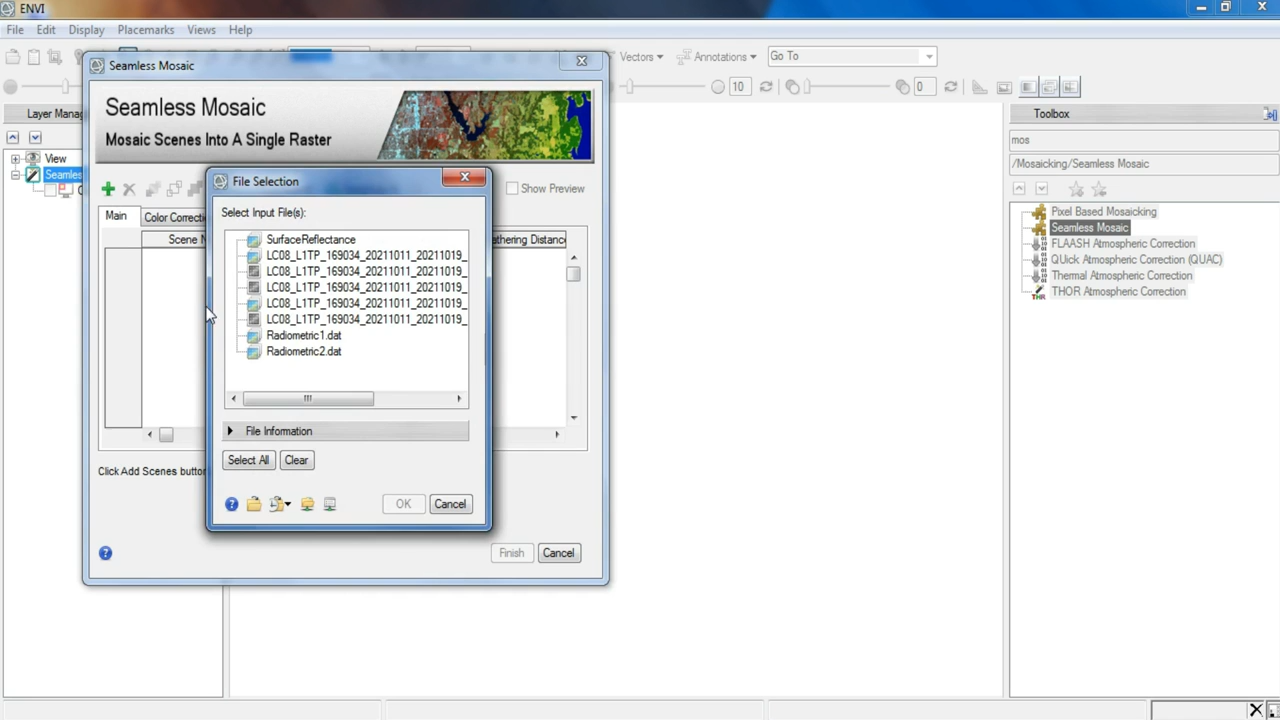 ENVI
File Edit Display Placemarks Views Help
Vectors Annotations Go To
10 0
Seamless Mosaic
Seamless Mosaic
Mosaic Scenes Into A Single Raster
Show Preview
Main Color Correcti
Scene N
thering Distance
Click Add Scenes button
Finish Cancel
File Selection
Select Input File(s):
SurfaceReflectance
LC08_L1TP_169034_20211011_20211019_
LC08_L1TP_169034_20211011_20211019_
LC08_L1TP_169034_20211011_20211019_
LC08_L1TP_169034_20211011_20211019_
LC08_L1TP_169034_20211011_20211019_
Radiometric1.dat
Radiometric2.dat
File Information
Select All Clear
OK Cancel
Layer Manag
View
Seamles
Toolbox
mos
/Mosaicking/Seamless Mosaic
Pixel Based Mosaicking
Seamless Mosaic
FLAASH Atmospheric Correction
QUick Atmospheric Correction (QUAC)
Thermal Atmospheric Correction
THOR Atmospheric Correction